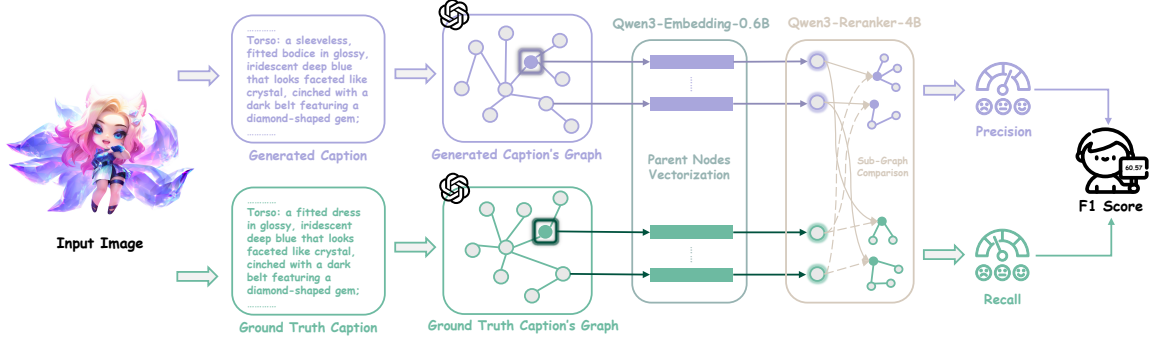 Input Image
............
Torso: a sleeveless,
fitted bodice in glossy,
iridescent deep blue
that looks faceted like
crystal, cinched with a
dark belt featuring a
diamond-shaped gem;
............
Generated Caption
............
Torso: a fitted dress
in glossy, iridescent
deep blue that looks
faceted like crystal,
cinched with a dark
belt featuring a
diamond-shaped gem;
............
Ground Truth Caption
Generated Caption's Graph
Ground Truth Caption's Graph
Qwen3-Embedding-0.6B
Parent Nodes
Vectorization
Qwen3-Reranker-4B
Sub-Graph
Comparison
Precision
Recall
60.57
F1 Score